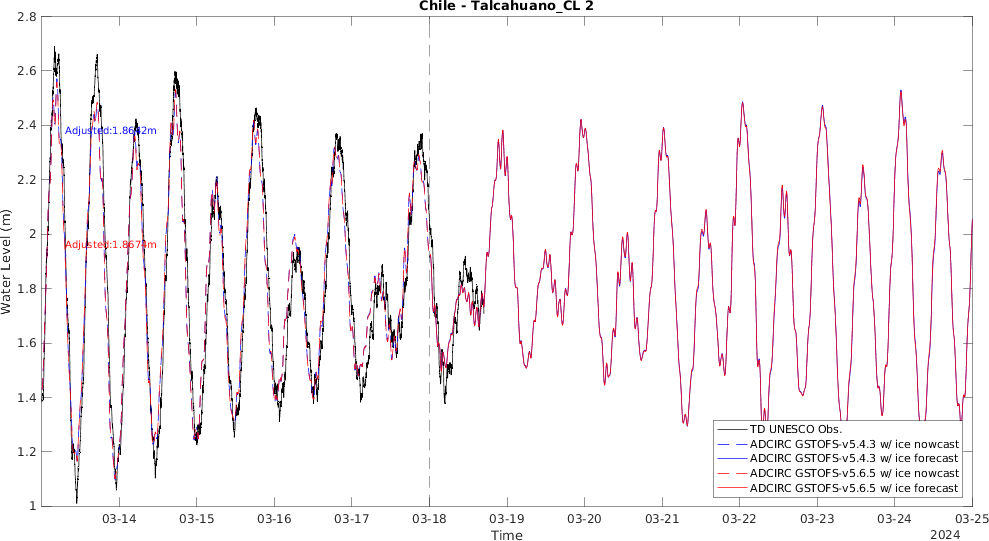 Chile - Talcahuano_CL 2
2.8
2.6
2.4
2.2
2
1.8
1.6
1.4
1.2
1
Water Level (m)
Adjusted:1.8682m
Adjusted:1.8674m
TD UNESCO Obs.
ADCIRC GSTOFS-v5.4.3 w/ ice nowcast
ADCIRC GSTOFS-v5.4.3 w/ ice forecast
ADCIRC GSTOFS-v5.6.5 w/ ice nowcast
ADCIRC GSTOFS-v5.6.5 w/ ice forecast
03-14 03-15 03-16 03-17 03-18 03-19 03-20 03-21 03-22 03-23 03-24 03-25
Time
2024